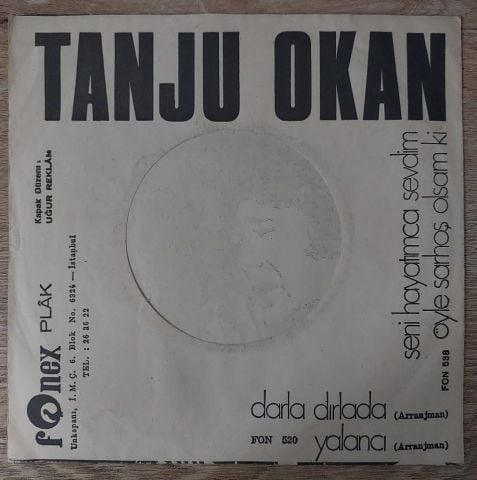 TANJU OKAN
Kapak Düzeni:
UĞUR REKLÂM
fonex PLÂK
Unkapanı, I. M. Ç. 6. Blok No. 6324 — İstanbul
TEL. : 26 26 22
seni hayatımca sevdim
öyle sarhoş olsam ki
FON 538
darla dırlada (Arranjman)
FON 520 yalancı (Arranjman)